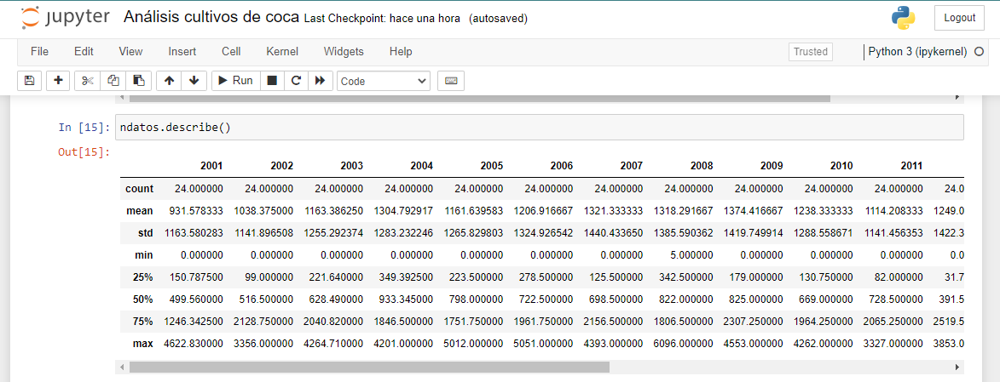 jupyter Análisis cultivos de coca Last Checkpoint: hace una hora (autosaved) Logout
File Edit View Insert Cell Kernel Widgets Help Trusted Python 3 (ipykernel)
Run Code
In [15]: ndatos.describe()
Out[15]:
2001 2002 2003 2004 2005 2006 2007 2008 2009 2010 2011
count 24.000000 24.000000 24.000000 24.000000 24.000000 24.000000 24.000000 24.000000 24.000000 24.000000 24.000000 24.0
mean 931.578333 1038.375000 1163.386250 1304.792917 1161.639583 1206.916667 1321.333333 1318.291667 1374.416667 1238.333333 1114.208333 1249.0
std 1163.580283 1141.896508 1255.292374 1283.232246 1265.829803 1324.926542 1440.433650 1385.590362 1419.749914 1288.558671 1141.456353 1422.3
min 0.000000 0.000000 0.000000 0.000000 0.000000 0.000000 0.000000 5.000000 0.000000 0.000000 0.000000 0.0
25% 150.787500 99.000000 221.640000 349.392500 223.500000 278.500000 125.500000 342.500000 179.000000 130.750000 82.000000 31.7
50% 499.560000 516.500000 628.490000 933.345000 798.000000 722.500000 698.500000 822.000000 825.000000 669.000000 728.500000 391.5
75% 1246.342500 2128.750000 2040.820000 1846.500000 1751.750000 1961.750000 2156.500000 1806.500000 2307.250000 1964.250000 2065.250000 2519.5
max 4622.830000 3356.000000 4264.710000 4201.000000 5012.000000 5051.000000 4393.000000 6096.000000 4553.000000 4262.000000 3327.000000 3853.0